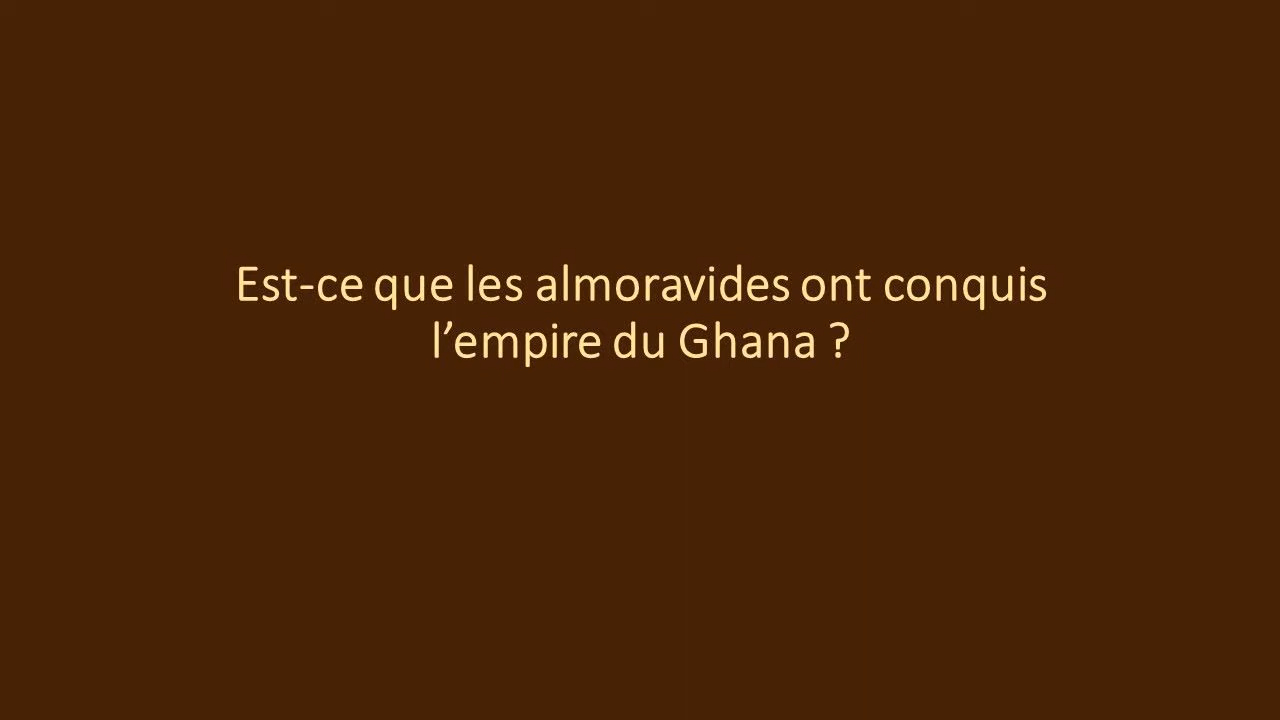 Est-ce que les almoravides ont conquis
l’empire du Ghana ?